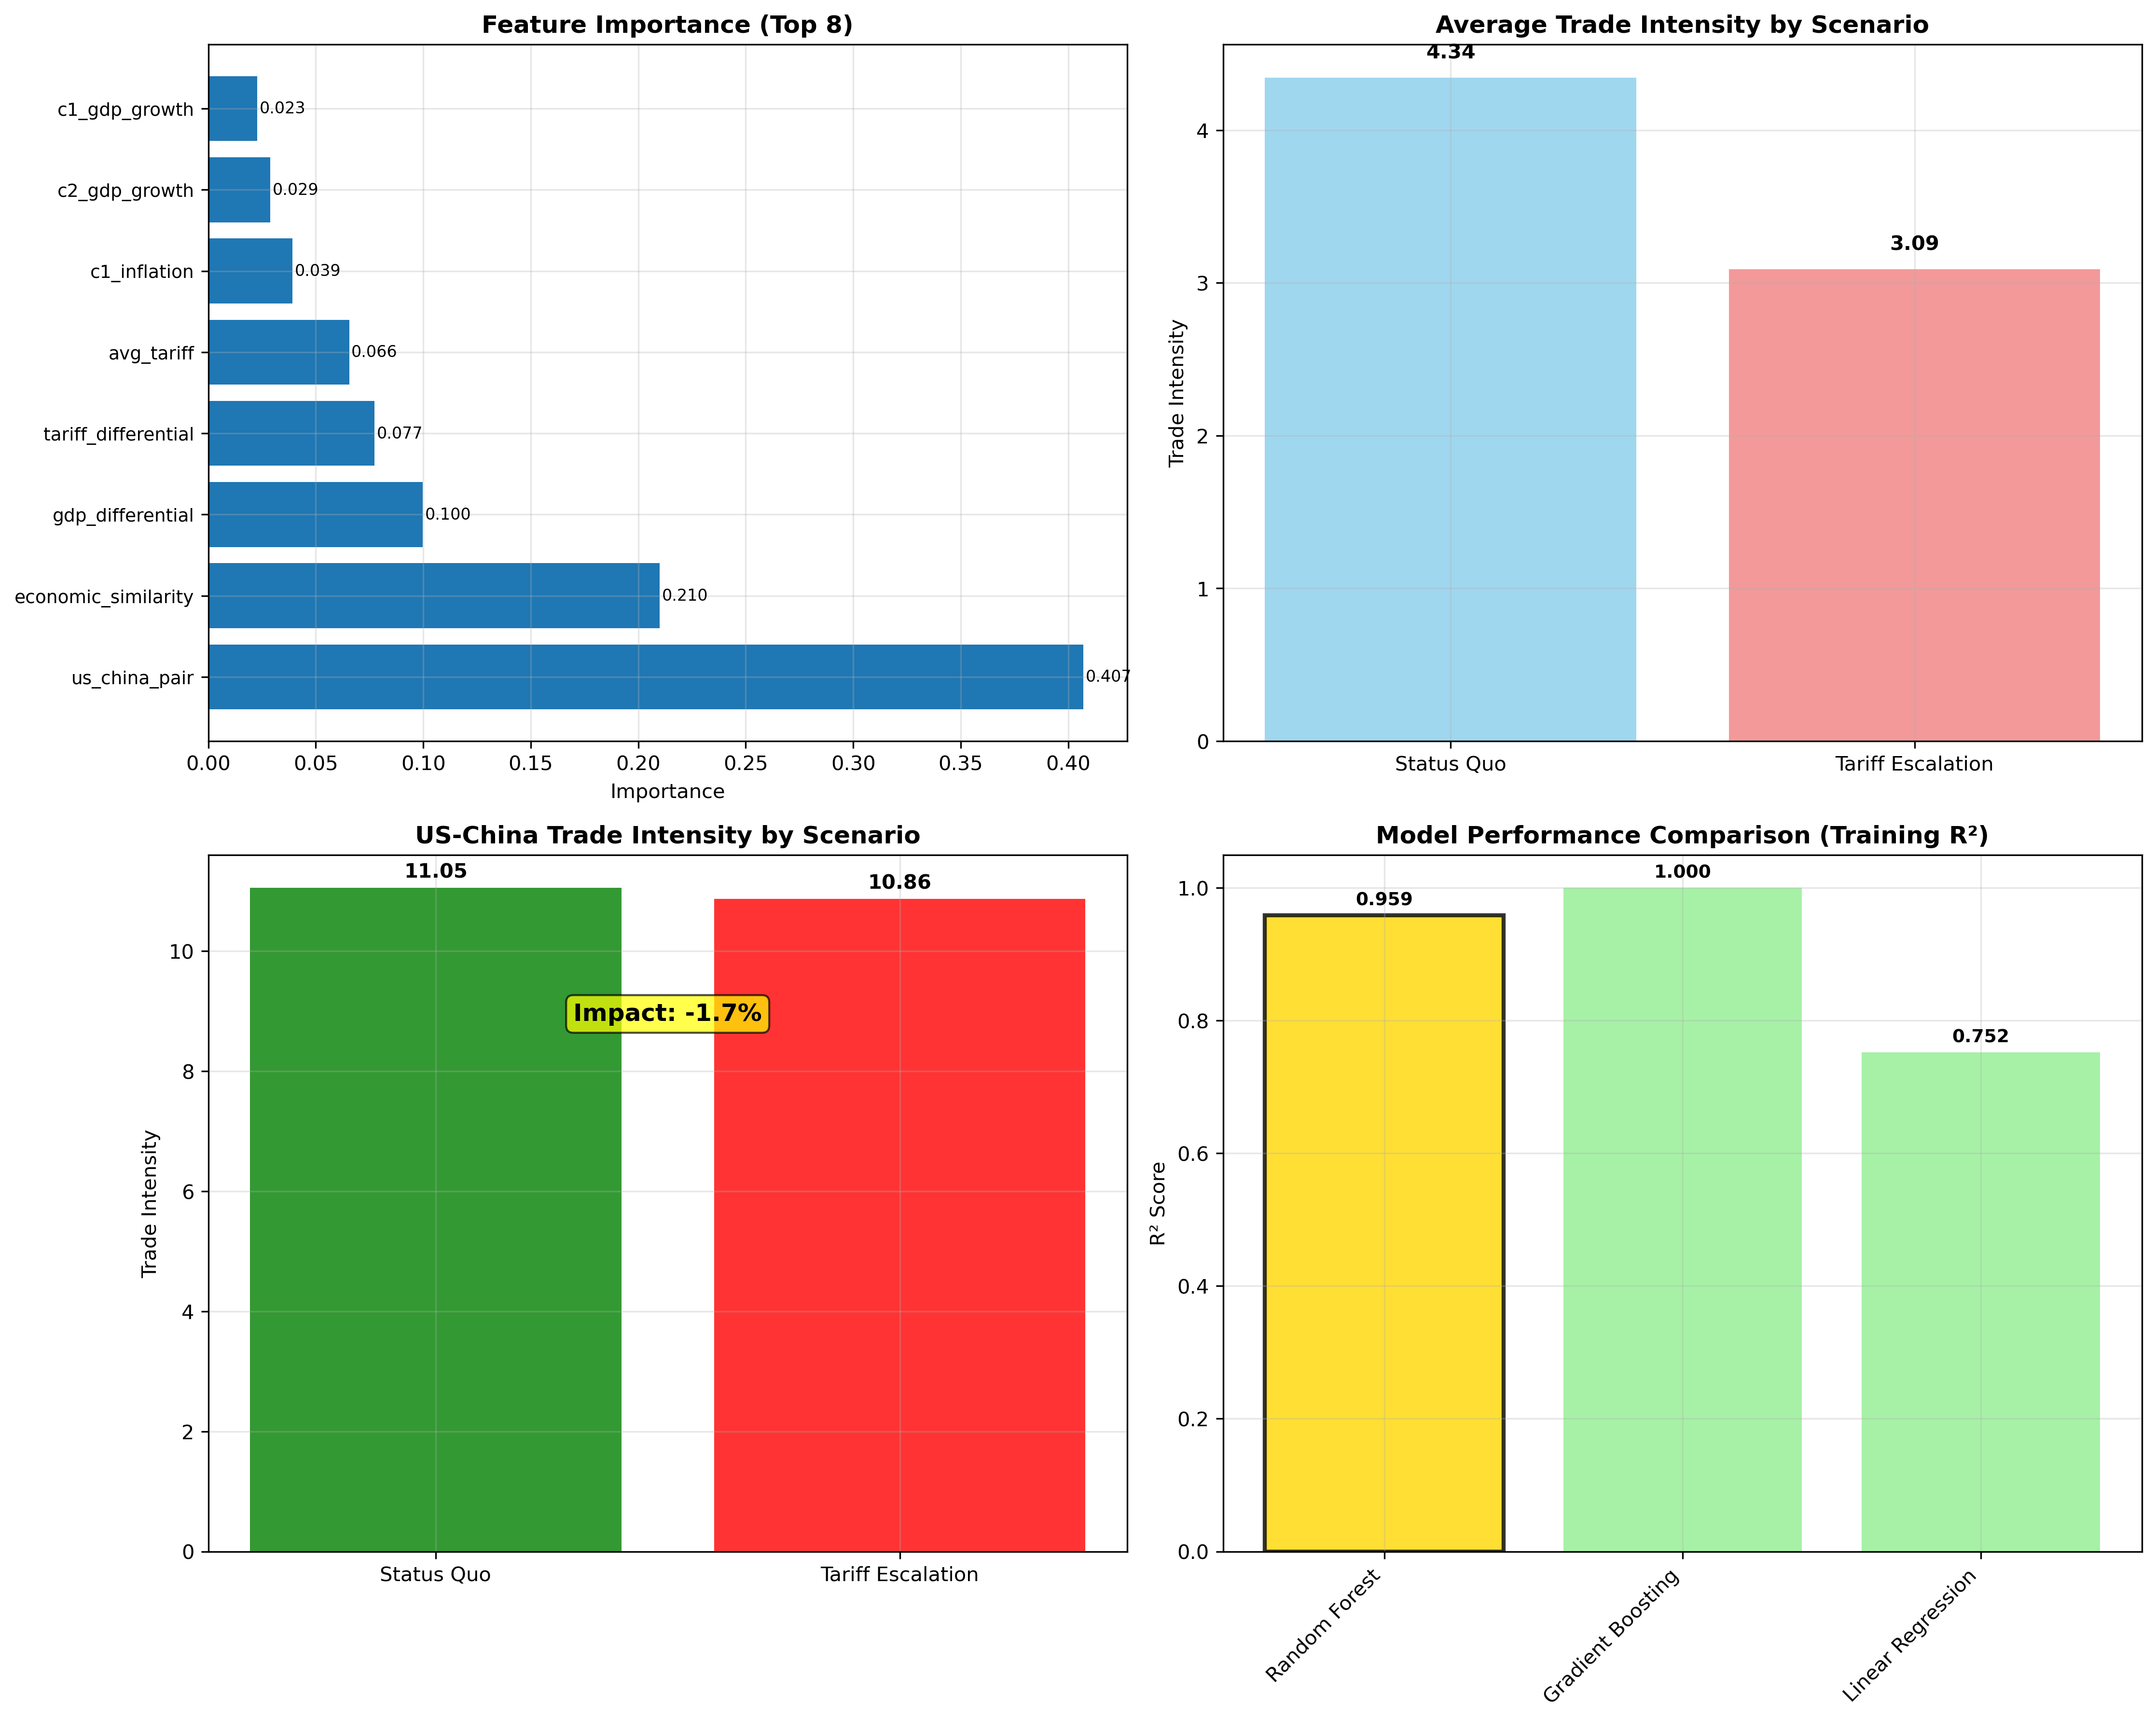 Feature Importance (Top 8)
c1_gdp_growth
0.023
c2_gdp_growth
0.029
c1_inflation
0.039
avg_tariff
0.066
tariff_differential
0.077
gdp_differential
0.100
economic_similarity
0.210
us_china_pair
0.407
0.00 0.05 0.10 0.15 0.20 0.25 0.30 0.35 0.40
Importance
Average Trade Intensity by Scenario
4.34
3.09
4
3
2
1
0
Trade Intensity
Status Quo
Tariff Escalation
US-China Trade Intensity by Scenario
11.05
10.86
Impact: -1.7%
10
8
6
4
2
0
Trade Intensity
Status Quo
Tariff Escalation
Model Performance Comparison (Training R²)
0.959
1.000
0.752
1.0
0.8
0.6
0.4
0.2
0.0
R² Score
Random Forest
Gradient Boosting
Linear Regression